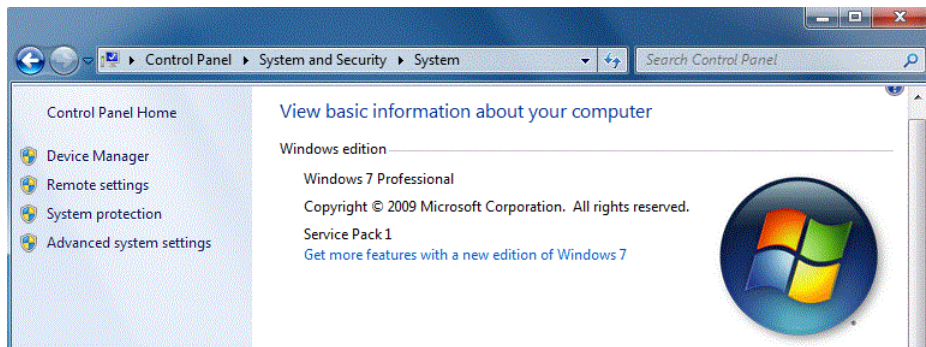 Control Panel System and Security System
Search Control Panel
Control Panel Home
Device Manager
Remote settings
System protection
Advanced system settings
View basic information about your computer
Windows edition
Windows 7 Professional
Copyright © 2009 Microsoft Corporation. All rights reserved.
Service Pack 1
Get more features with a new edition of Windows 7